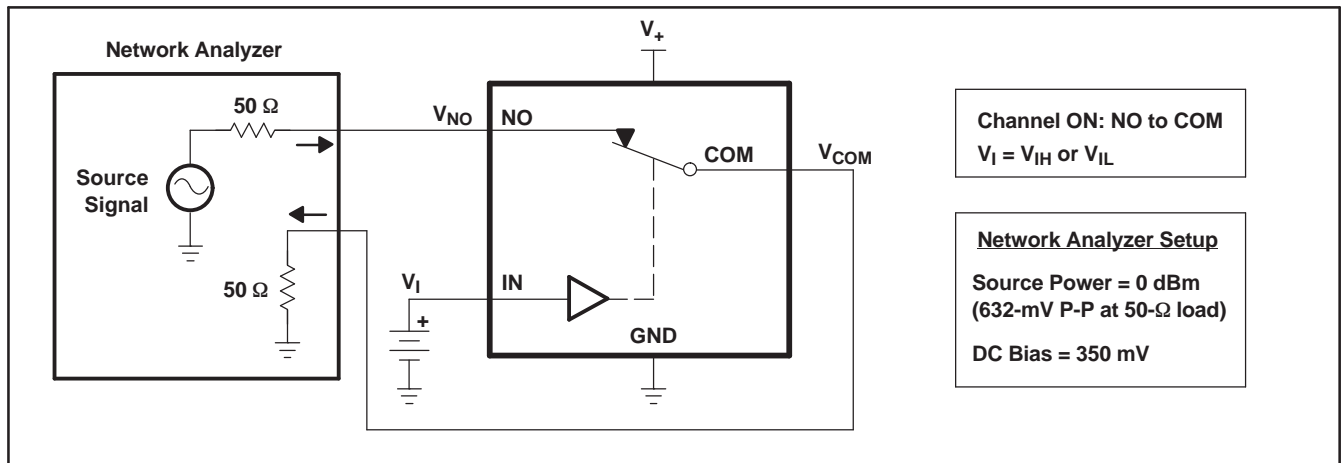 V+
Network Analyzer
50 Ω
VNO
NO
COM
VCOM
Source
Signal
50 Ω
VI
+
IN
GND
Channel ON: NO to COM
VI = VIH or VIL
Network Analyzer Setup
Source Power = 0 dBm
(632-mV P-P at 50-Ω load)
DC Bias = 350 mV